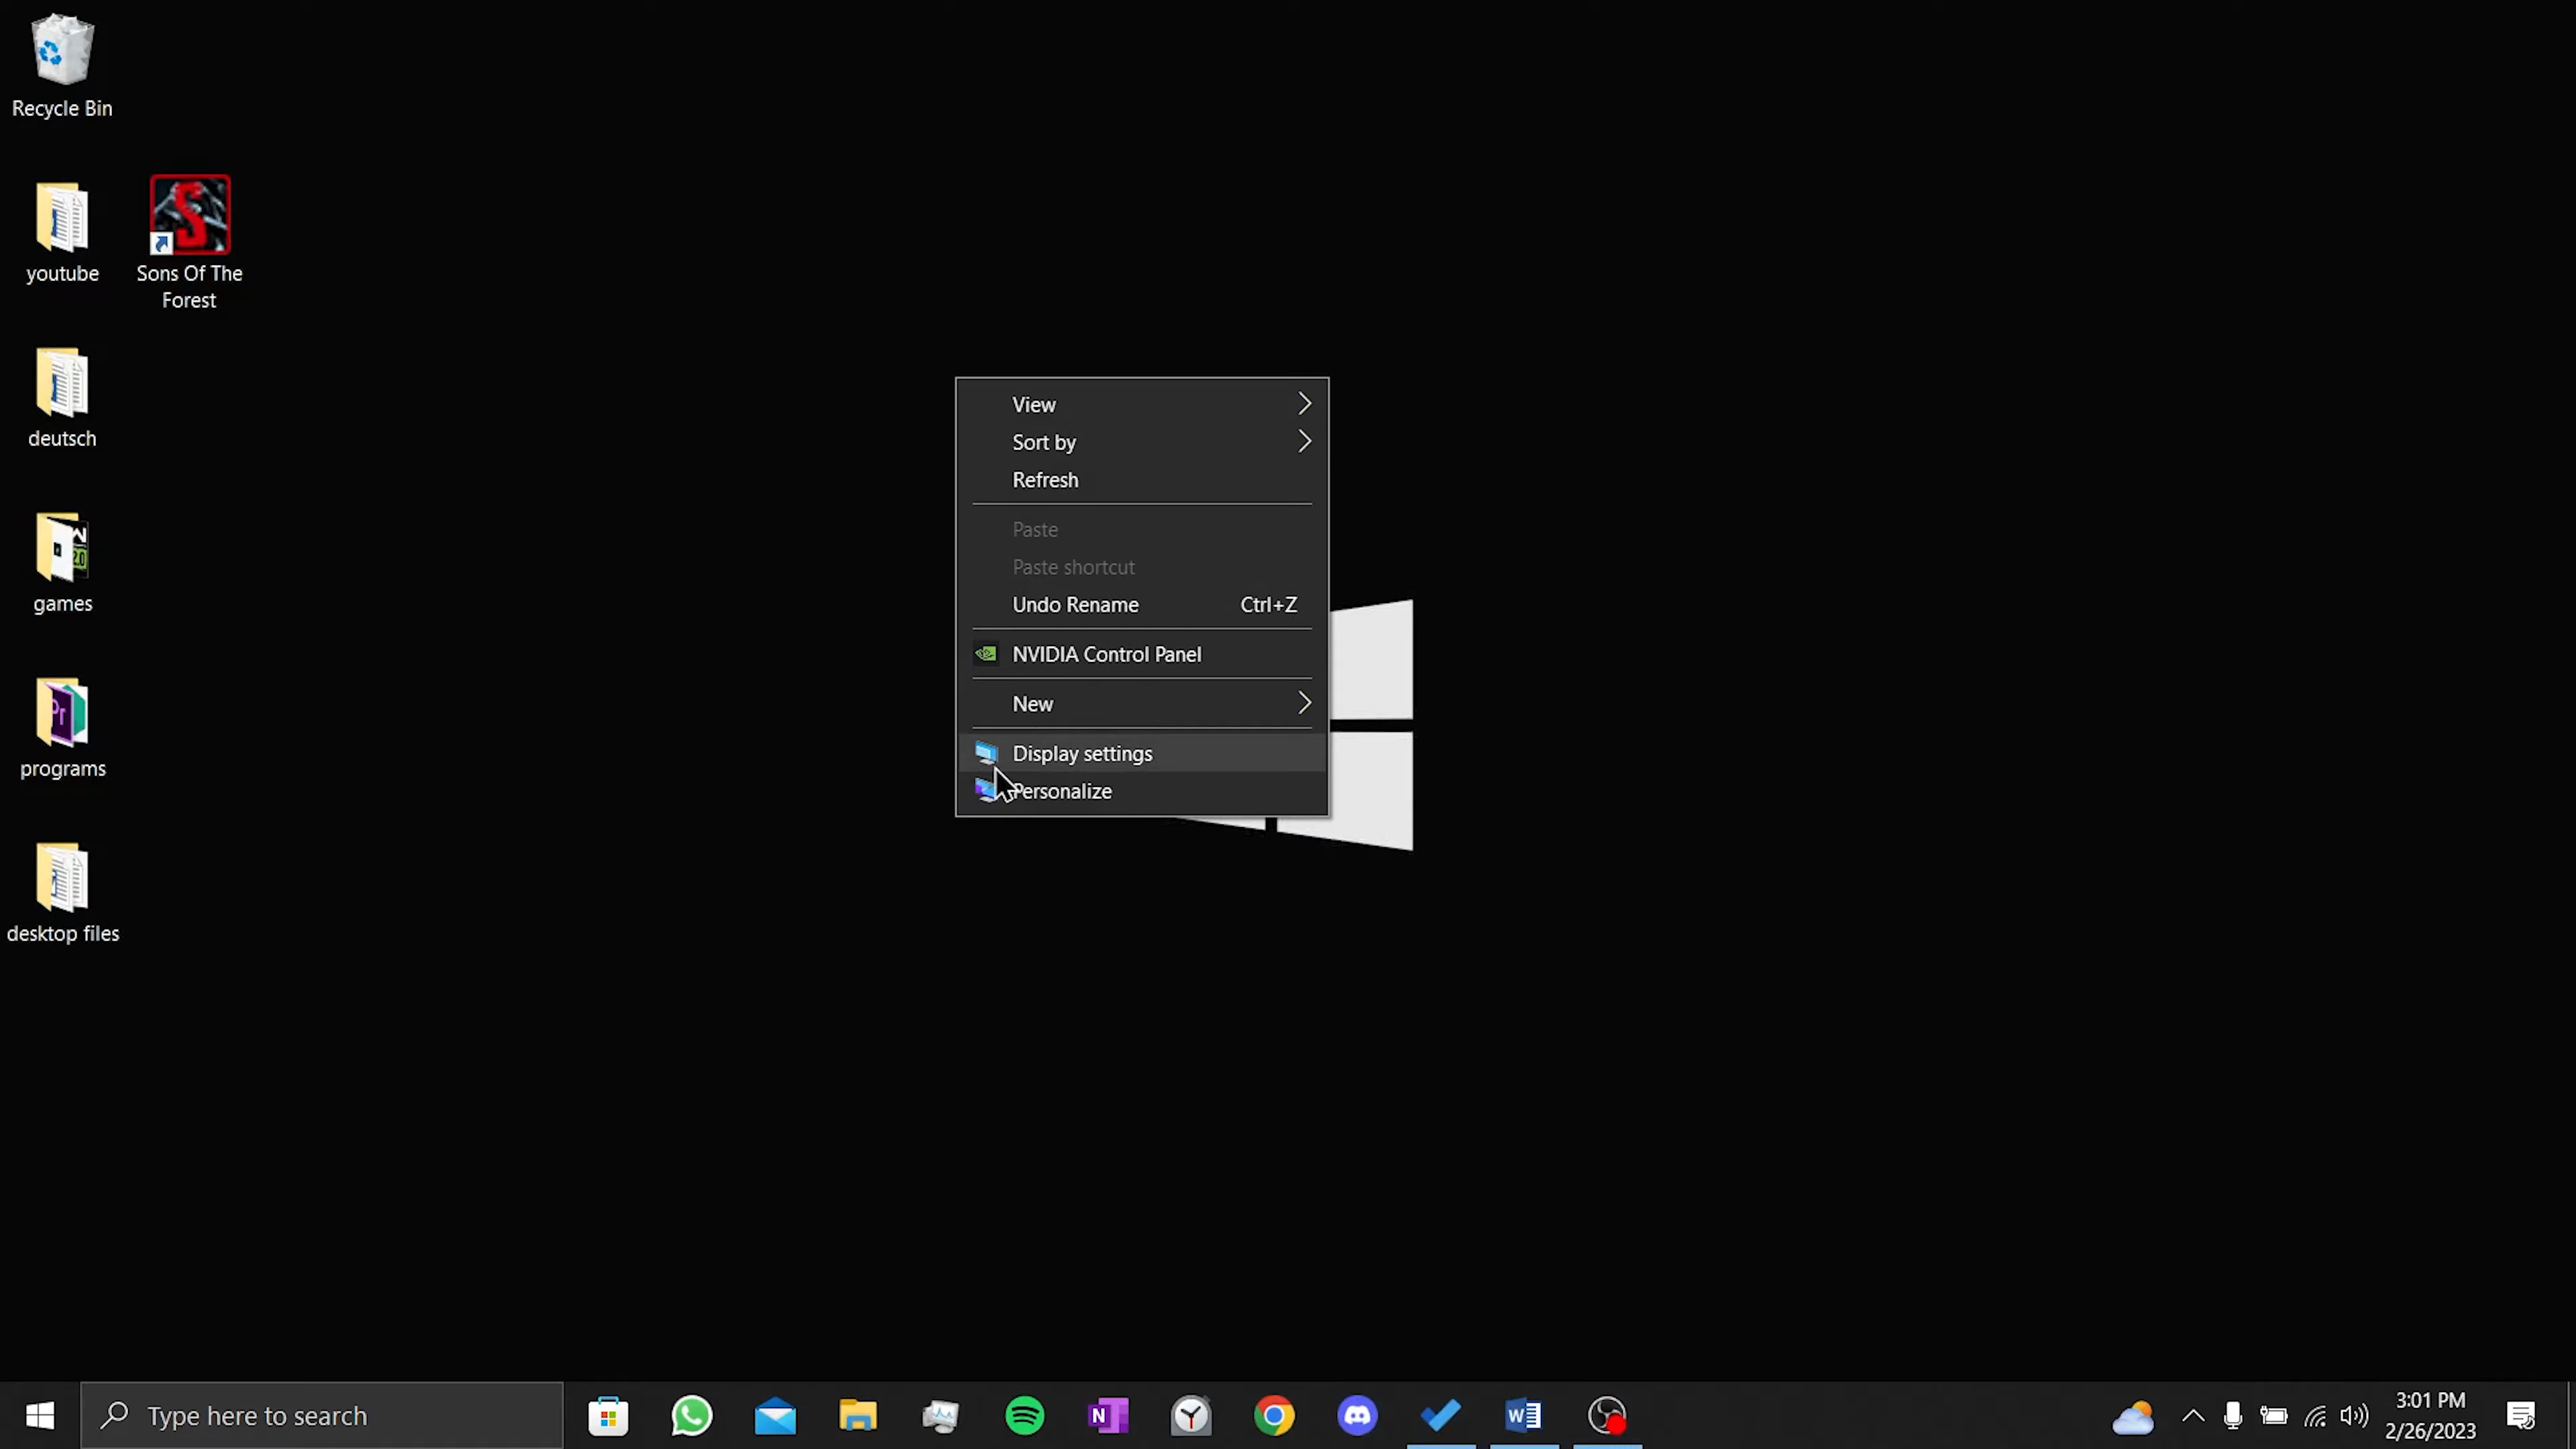 Recycle Bin
youtube
Sons Of The
Forest
deutsch
games
programs
desktop files
View
Sort by
Refresh
Paste
Paste shortcut
Undo Rename Ctrl+Z
NVIDIA Control Panel
New
Display settings
Personalize
Type here to search
3:01 PM
2/26/2023